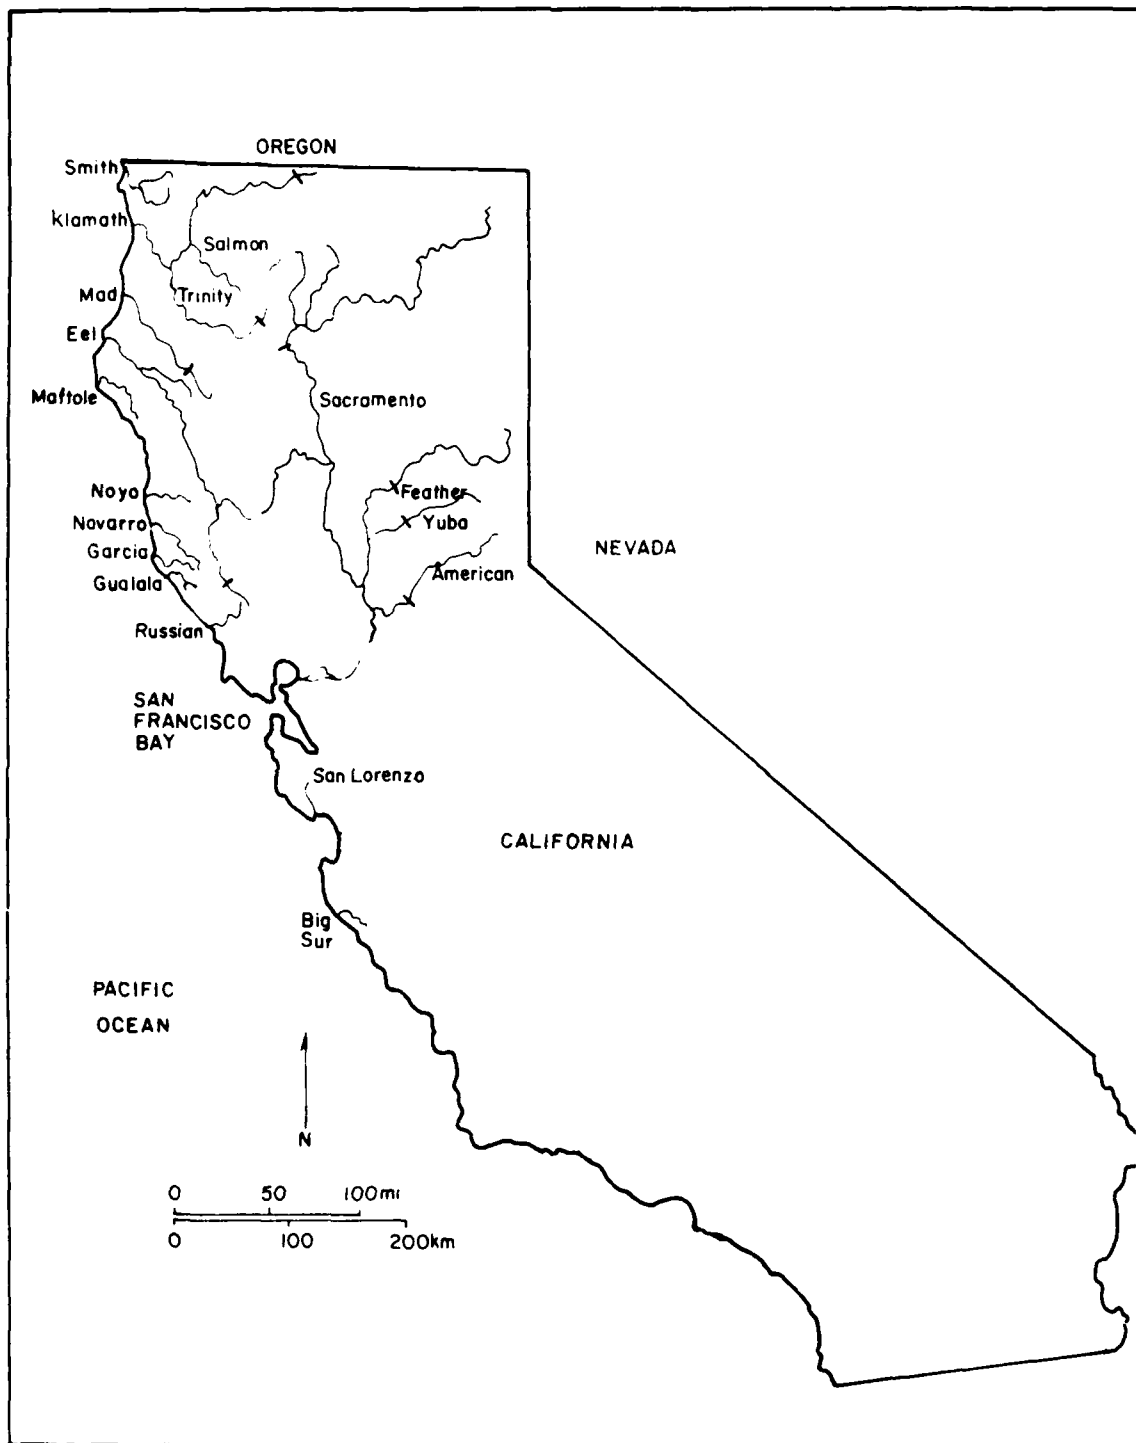 OREGON
Smith
Klamath
Salmon
Mad
Trinity
Eel
Maftole
Sacramento
Noyo
Feather
Navarro
Yuba
Garcia
NEVADA
Gualala
American
Russian
SAN
FRANCISCO
BAY
San Lorenzo
CALIFORNIA
Big
Sur
PACIFIC
OCEAN
N
0 50 100mi
0 100 200km